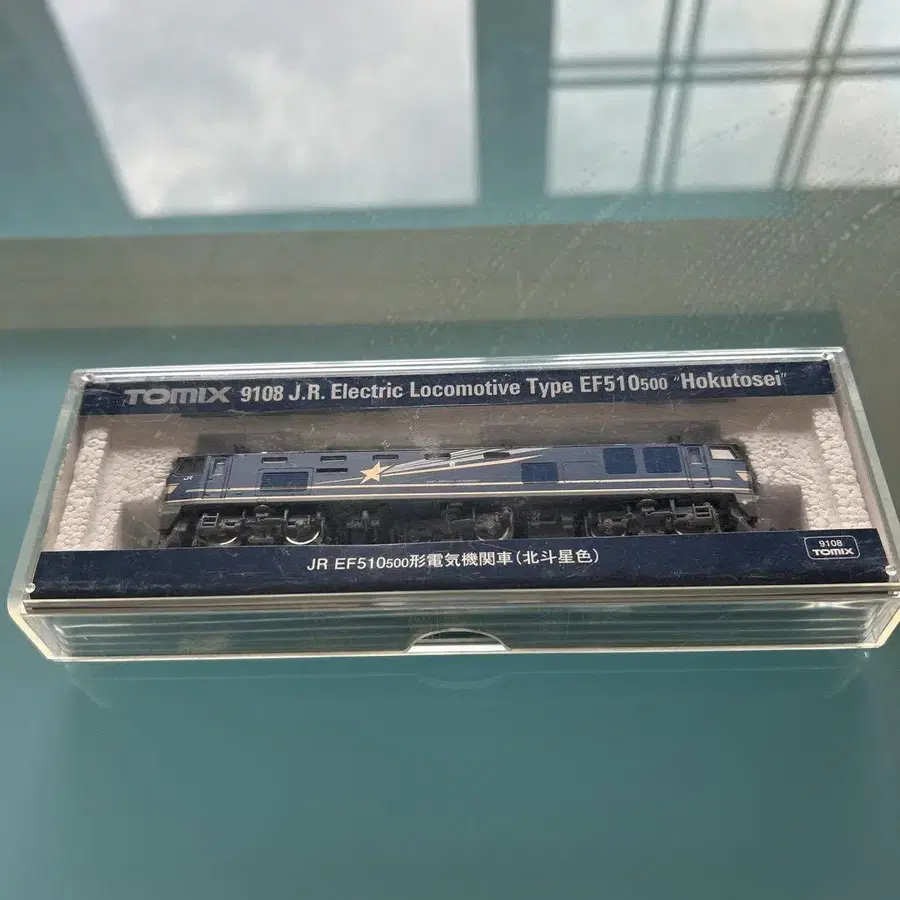 TOMIX 9108 J.R. Electric Locomotive Type EF510500 "Hokutosei"
JR
JR EF510500形電気機関車(北斗星色)
9108
TOMIX